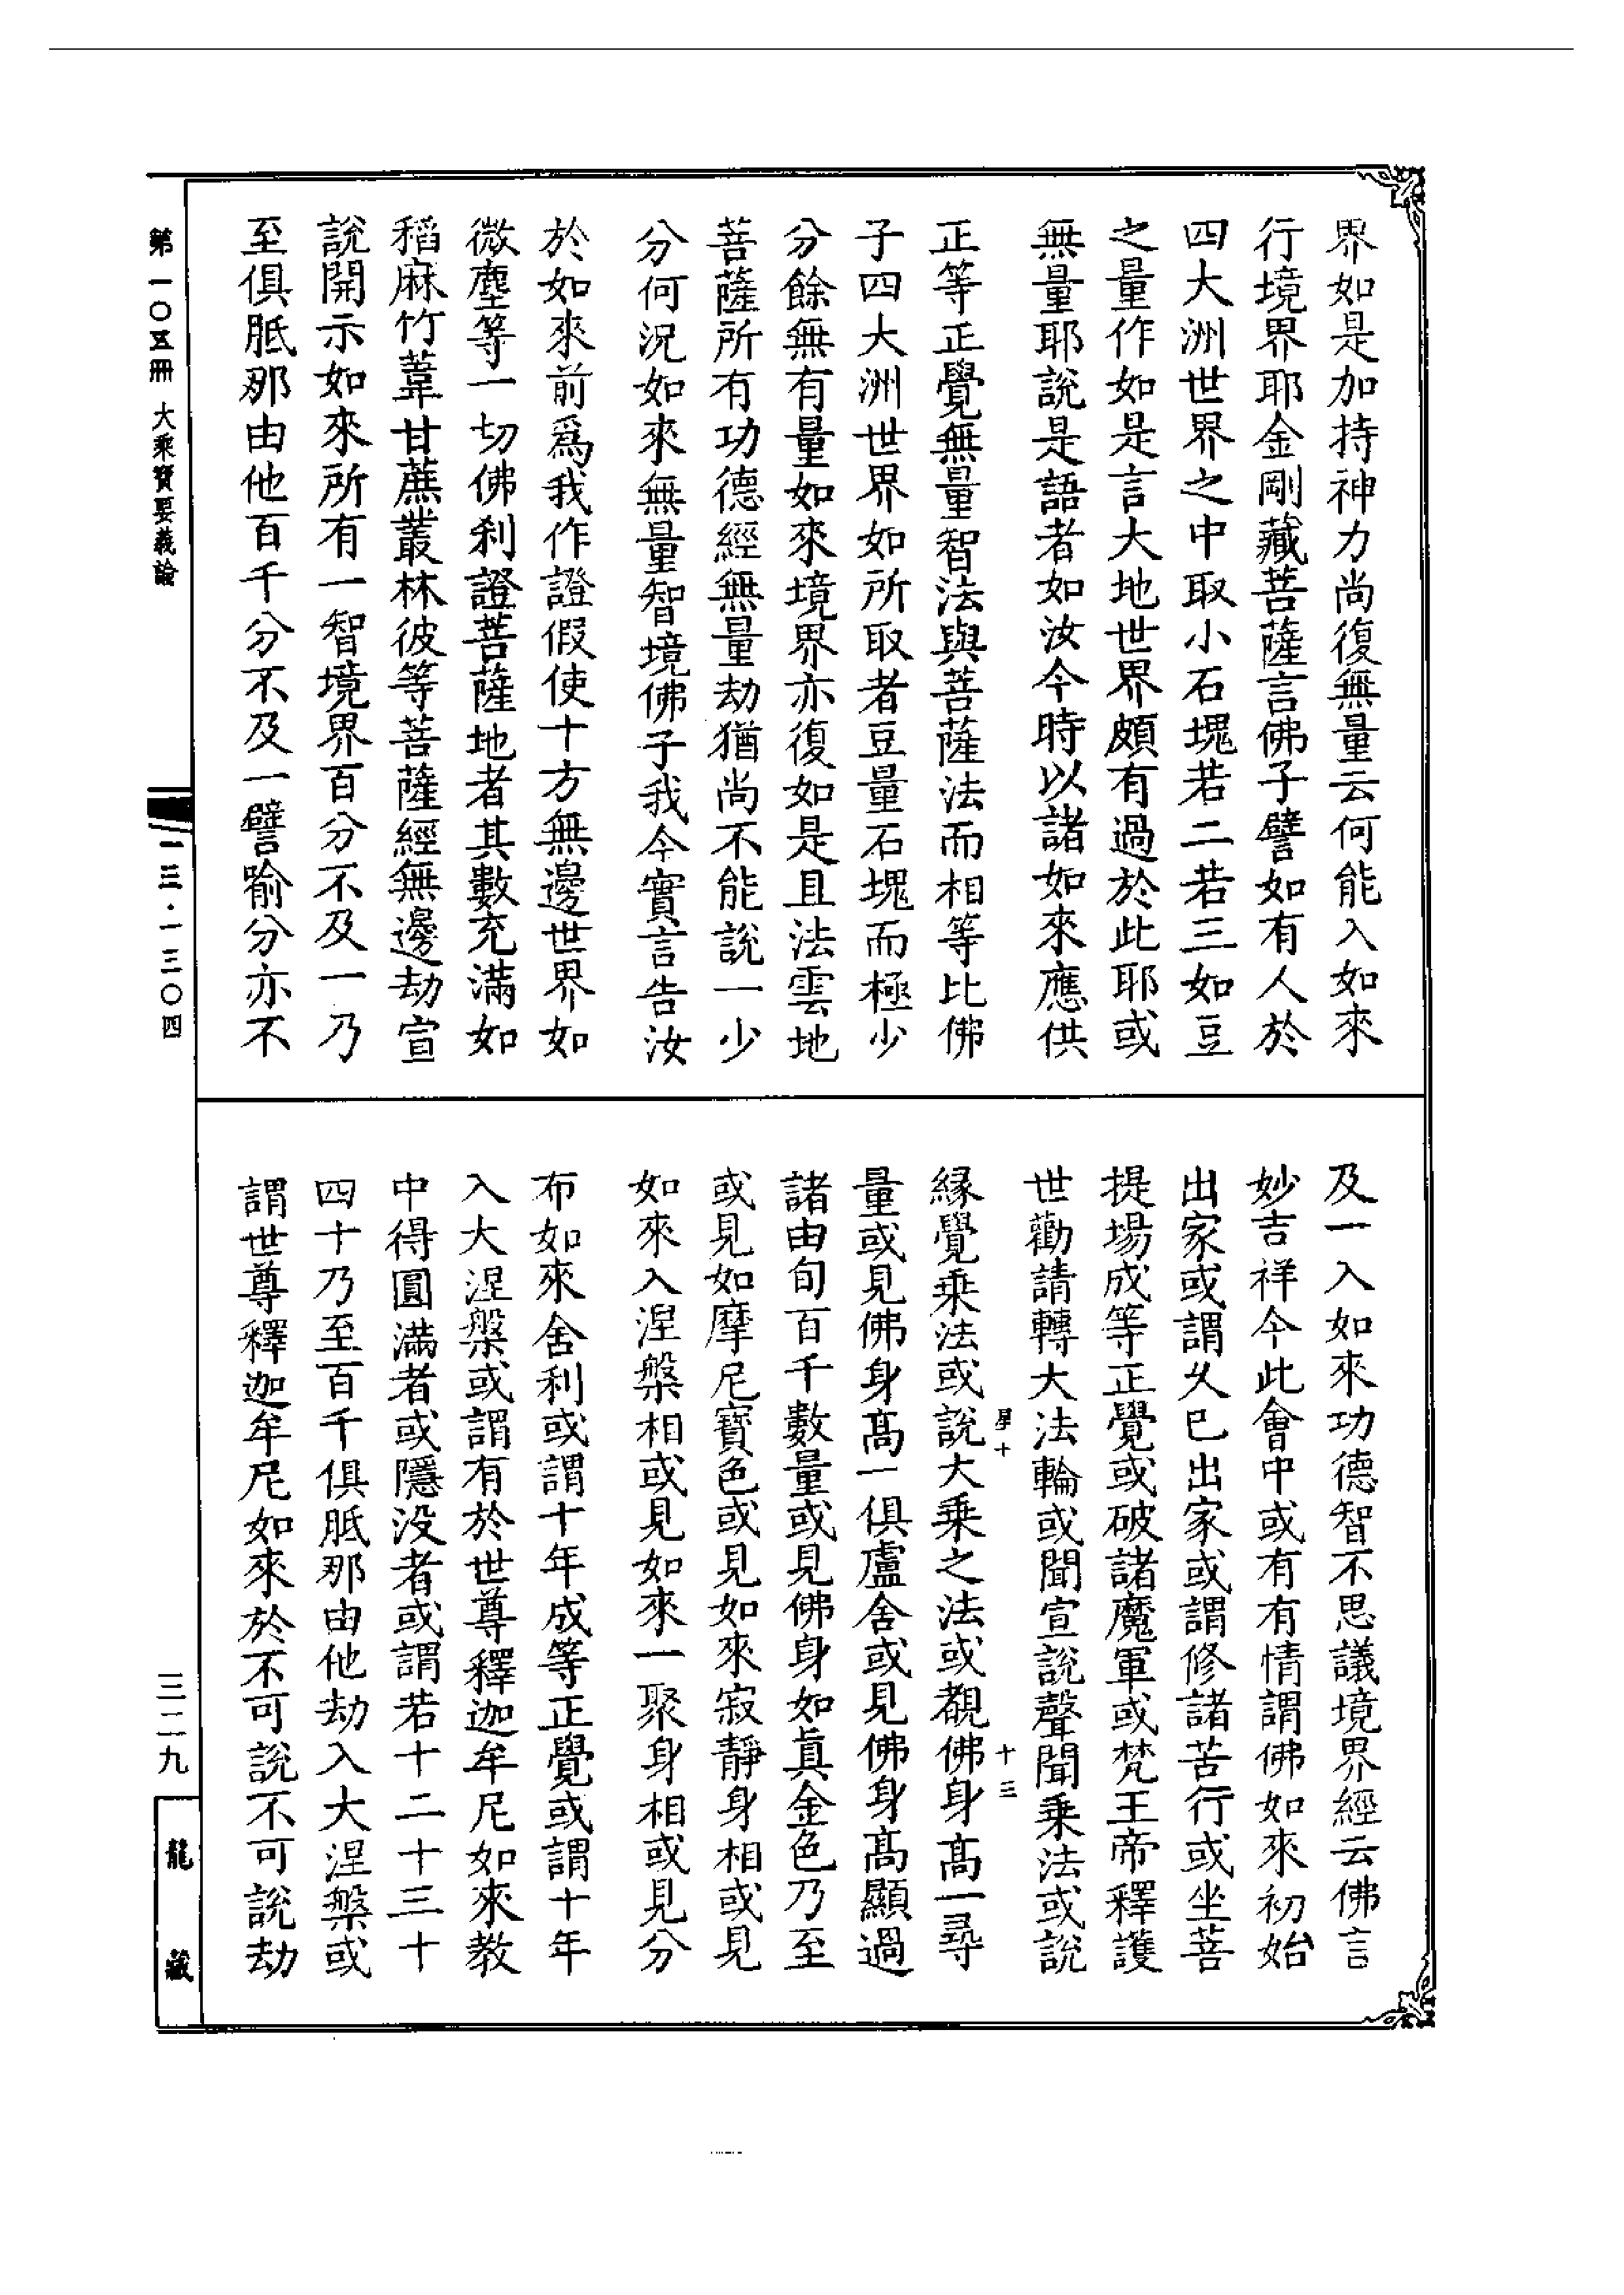 界如是加持神力尚復無量云何能入如來
行境界耶金剛藏菩薩言佛子譬如有人於
四大洲世界之中取小石塊若二若三如豆
之量作如是言大地世界頗有過於此耶或
無量耶說是語者如汝今時以諸如來應供
正等正覺無量智法與菩薩法而相等比佛
子四大洲世界如所取者豆量石塊而極少
分餘無有量如來境界亦復如是且法雲地
菩薩所有功德經無量劫猶尚不能說一少
分何況如來無量智境佛子我今實言告汝
於如來前爲我作證假使十方無邊世界如
微塵等一切佛刹證菩薩地者其數充滿如
稻麻竹葦甘蔗叢林彼等菩薩經無邊劫宣
說開示如來所有一智境界百分不及一乃
至俱胝那由他百千分不及一譬喻分亦不
及一入如來功德智不思議境界經云佛言
妙吉祥今此會中或有有情謂佛如來初始
出家或謂久已出家或謂修諸苦行或坐菩
提場成等正覺或破諸魔軍或梵王帝釋護
世勸請轉大法輪或聞宣說聲聞乘法或說
星十
十三
緣覺乘法或說大乘之法或覩佛身髙一尋
量或見佛身髙一俱盧舍或見佛身髙顯過
諸由旬百千數量或見佛身如眞金色乃至
或見如摩尼寶色或見如來寂靜身相或見
如來入涅槃相或見如來一聚身相或見分
布如來舍利或謂十年成等正覺或謂十年
入大涅槃或謂有於世尊釋迦牟尼如來教
中得圓滿者或隱没者或謂若十二十三十
四十乃至百千俱胝那由他劫入大涅槃或
謂世尊釋迦牟尼如來於不可說不可說劫
第一〇五冊 大乘寶要義論
一三·一三〇四
三二九
龍藏